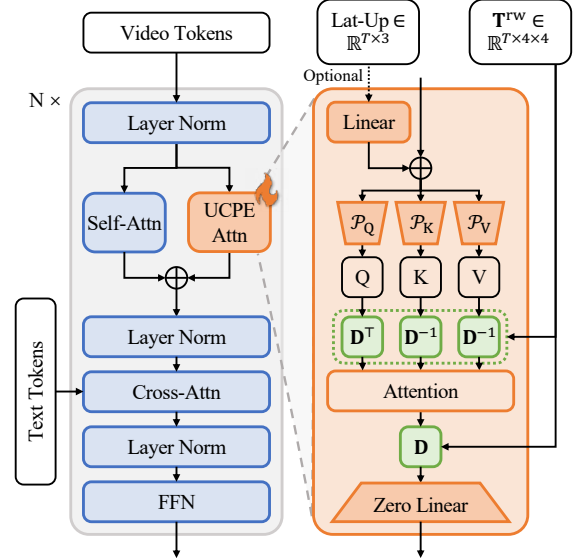 Video Tokens
Lat-Up ∈
ℝ^{T×3}
T^{rw} ∈
ℝ^{T×4×4}
Optional
N ×
Layer Norm
Linear
Self-Attn
UCPE
Attn
P_Q
P_K
P_V
Q
K
V
Layer Norm
D^⊤
D^{-1}
D^{-1}
Text Tokens
Cross-Attn
Attention
Layer Norm
D
FFN
Zero Linear